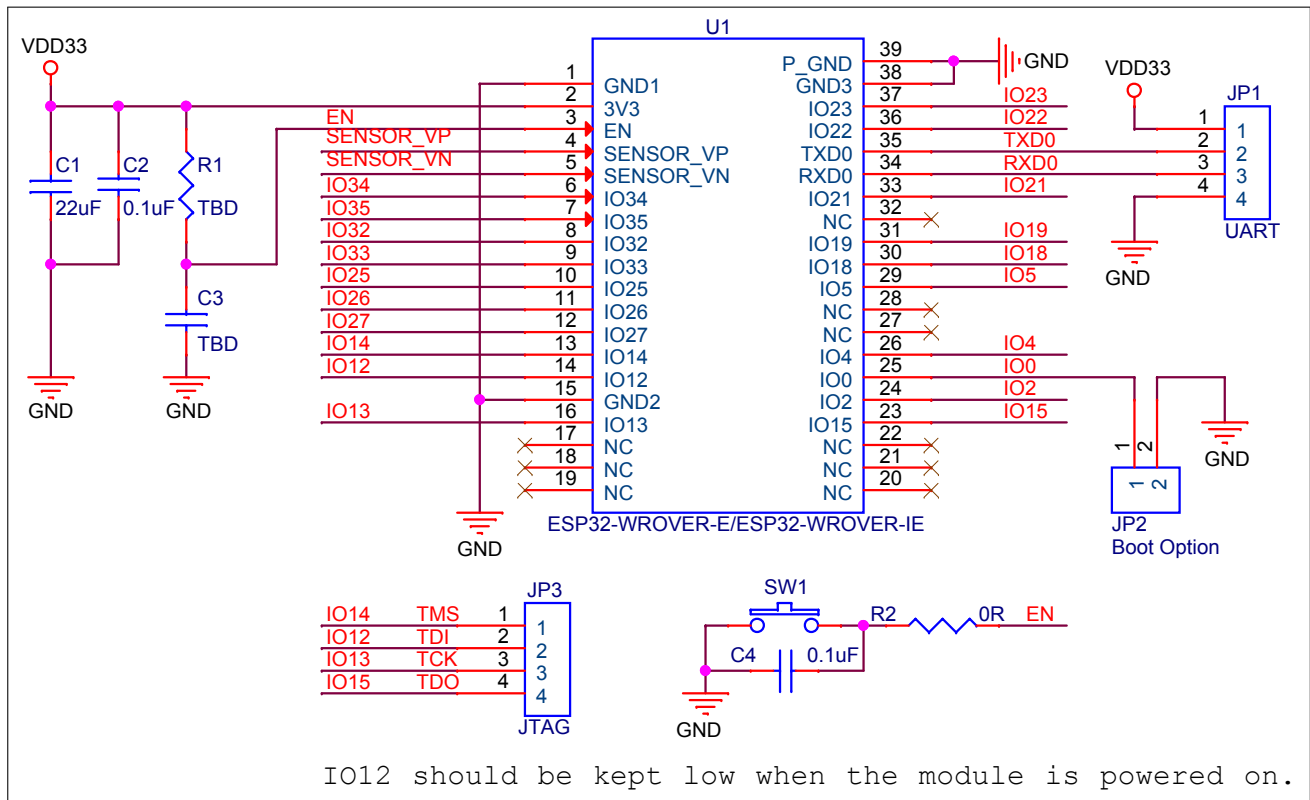 U1
VDD33
C1
22uF
C2
0.1uF
R1
TBD
C3
TBD
GND
GND
EN
SENSOR_VP
SENSOR_VN
IO34
IO35
IO32
IO33
IO25
IO26
IO27
IO14
IO12
IO13
1 GND1
2 3V3
3 EN
4 SENSOR_VP
5 SENSOR_VN
6 IO34
7 IO35
8 IO32
9 IO33
10 IO25
11 IO26
12 IO27
13 IO14
14 IO12
15 GND2
16 IO13
17 NC
18 NC
19 NC
GND
P_GND 39
GND3 38
IO23 37
IO22 36
TXD0 35
RXD0 34
IO21 33
NC 32
IO19 31
IO18 30
IO5 29
NC 28
NC 27
IO4 26
IO0 25
IO2 24
IO15 23
NC 22
NC 21
NC 20
ESP32-WROVER-E/ESP32-WROVER-IE
GND
IO23
IO22
TXD0
RXD0
IO21
IO19
IO18
IO5
IO4
IO0
IO2
IO15
VDD33
JP1
1 1
2 2
3 3
4 4
UART
GND
GND
1 2
1 2
JP2
Boot Option
JP3
IO14 TMS 1 1
IO12 TDI 2 2
IO13 TCK 3 3
IO15 TDO 4 4
JTAG
SW1
R2 0R EN
C4 0.1uF
GND
IO12 should be kept low when the module is powered on.